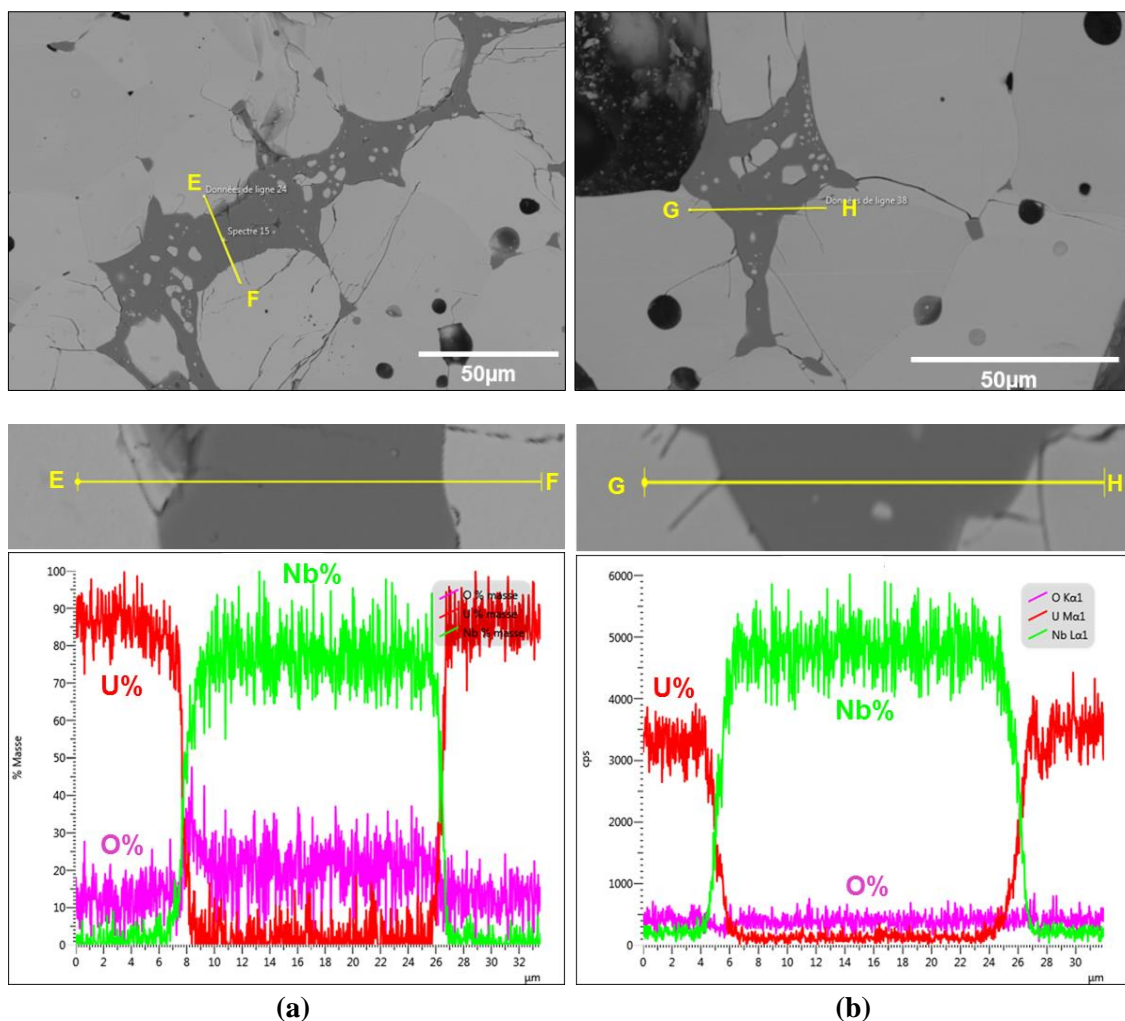 E
Données de ligne 24
Spectre 15
F
50µm
G
H
Données de ligne 38
50µm
E
F
G
H
% Masse
100
90
80
70
60
50
40
30
20
10
0
Nb%
U%
O%
O % masse
U % masse
Nb % masse
0 2 4 6 8 10 12 14 16 18 20 22 24 26 28 30 32
µm
cps
6000
5000
4000
3000
2000
1000
0
U%
Nb%
O%
O Kα1
U Mα1
Nb Lα1
0 2 4 6 8 10 12 14 16 18 20 22 24 26 28 30
µm
(a)
(b)